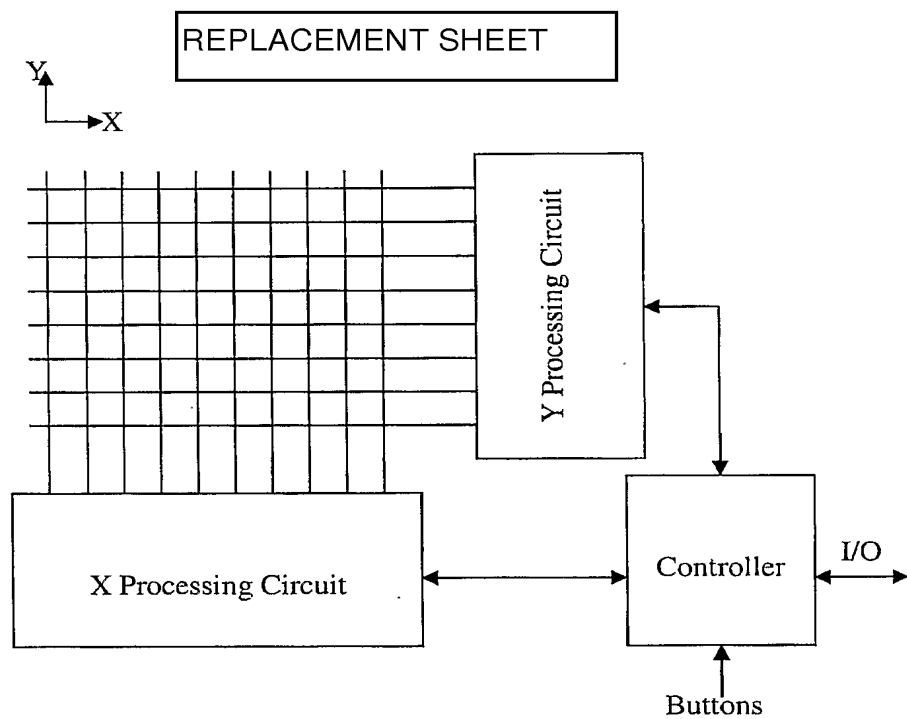 REPLACEMENT SHEET
Y
X
Y Processing Circuit
X Processing Circuit
Controller
I/O
Buttons